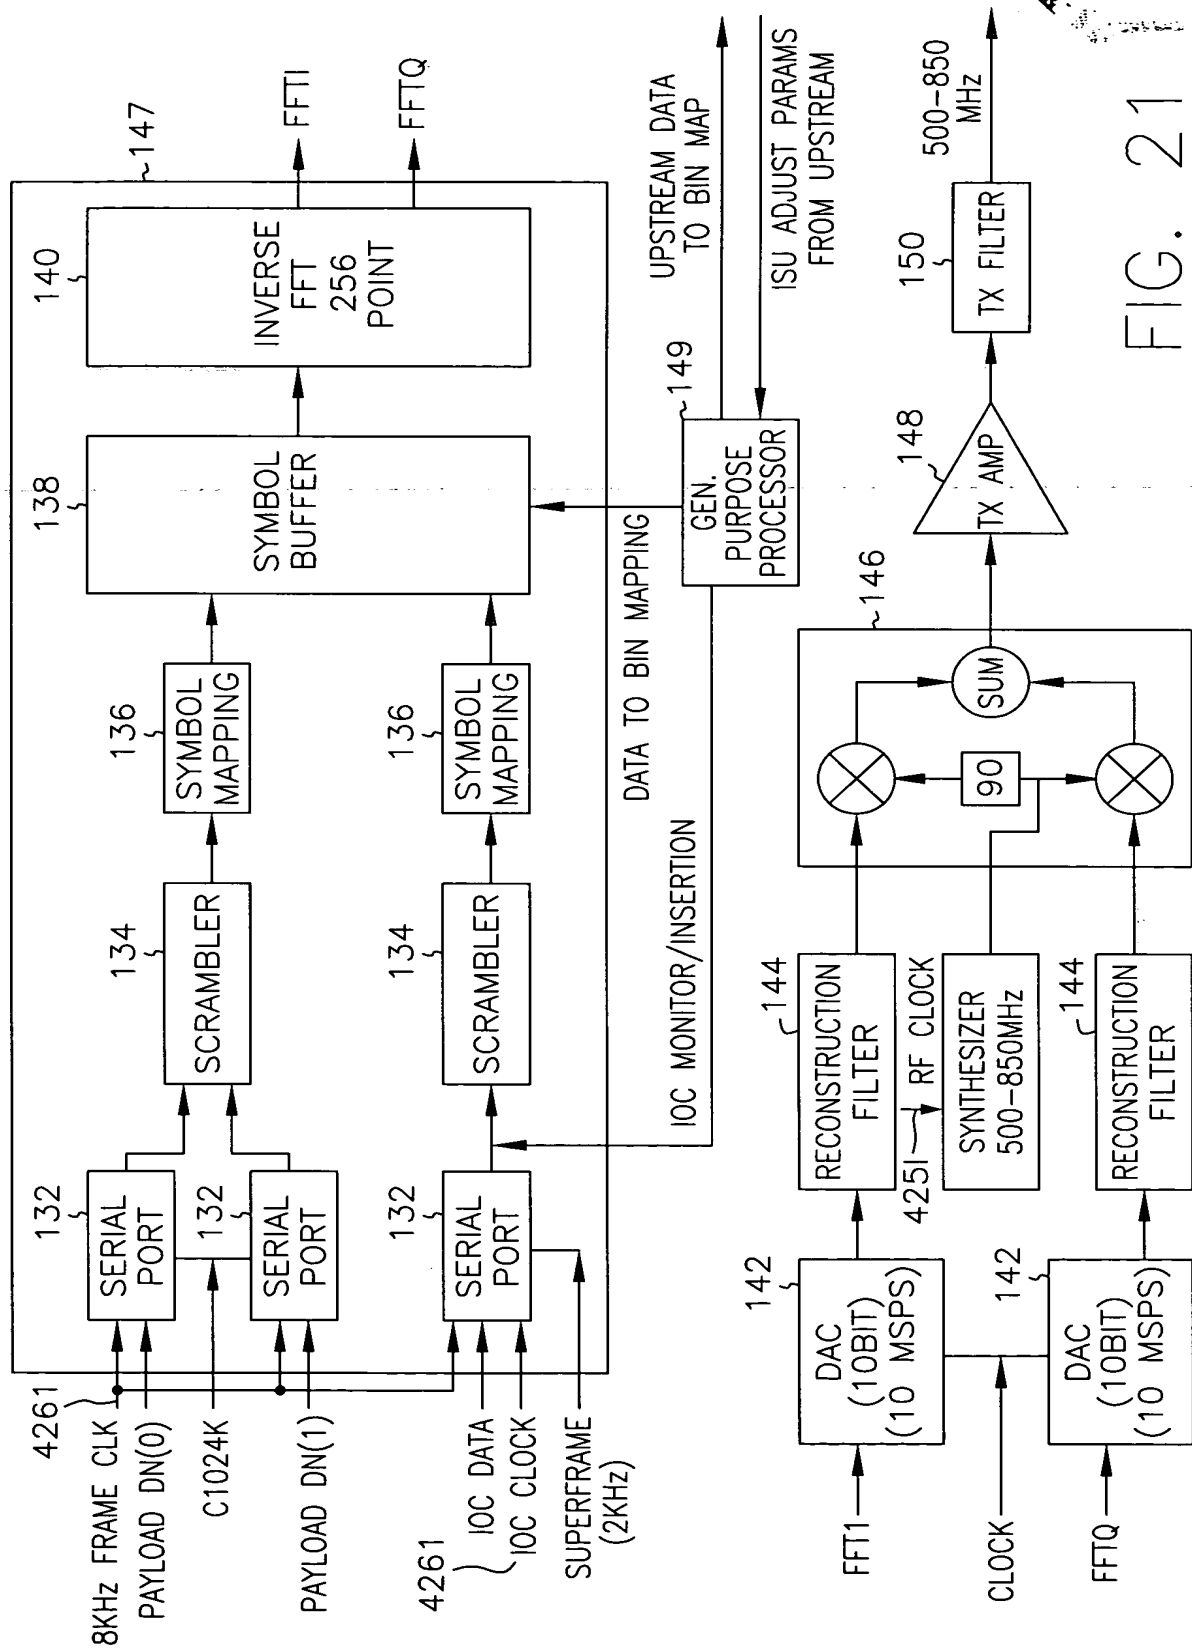 8KHz FRAME CLK
4261
PAYLOAD DN(0)
C1024K
PAYLOAD DN(1)
4261
IOC DATA
IOC CLOCK
SUPERFRAME
(2KHz)
132
SERIAL
PORT
132
SERIAL
PORT
132
SERIAL
PORT
134
SCRAMBLER
134
SCRAMBLER
136
SYMBOL
MAPPING
136
SYMBOL
MAPPING
138
SYMBOL
BUFFER
140
INVERSE
FFT
256
POINT
147
FFTI
FFTQ
IOC MONITOR/INSERTION
DATA TO BIN MAPPING
149
GEN.
PURPOSE
PROCESSOR
UPSTREAM DATA
TO BIN MAP
ISU ADJUST PARAMS
FROM UPSTREAM
FFT1
CLOCK
FFTQ
142
DAC
(10BIT)
(10 MSPS)
142
DAC
(10BIT)
(10 MSPS)
144
RECONSTRUCTION
FILTER
4251
RF CLOCK
SYNTHESIZER
500-850MHz
144
RECONSTRUCTION
FILTER
146
90
SUM
148
TX AMP
150
TX FILTER
500-850
MHz
FIG. 21